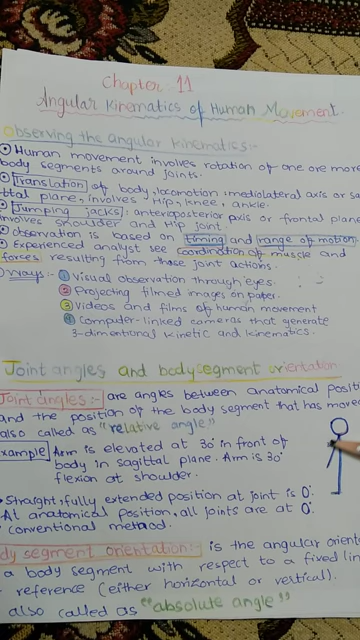 Chapter :11
Angular Kinematics of Human Movement.
Observing the angular kinematics:-
Human movement involves rotation of one are more
body segments around joints.
Translation of body, locomotion: mediolateral axis or sa
ttal plane, involves Hip, knee, ankle.
Jumping jacks: anterioposterior axis or frontal plane
involves shoulder and hip joint.
observation is based on timing and range of motion
Experienced analyst see coordination of muscle and
forces resulting from those joint actions.
ways: 1 Visual observation through eyes.
2 Projecting filmed images on paper.
3 Videos and films of human movement
4 Computer-linked cameras that generate
3-dimentional kinetic and kinematics.
Joint angles and body segment orientation
Joint angles:- are angles between anatomical positi
and the position of the body segment that has moved
also called as "relative angle"
xample Arm is elevated at 30° in front of
body in sagittal plane. Arm is 30°
flexion at shoulder.
Straight, fully extended position at joint is 0°.
At anatomical position, all joints are at 0°.
conventional method.
dy segment orientation:- is the angular orient
a body segment with respect to a fixed lin
reference (either horizontal or vertical).
also called as "absolute angle"